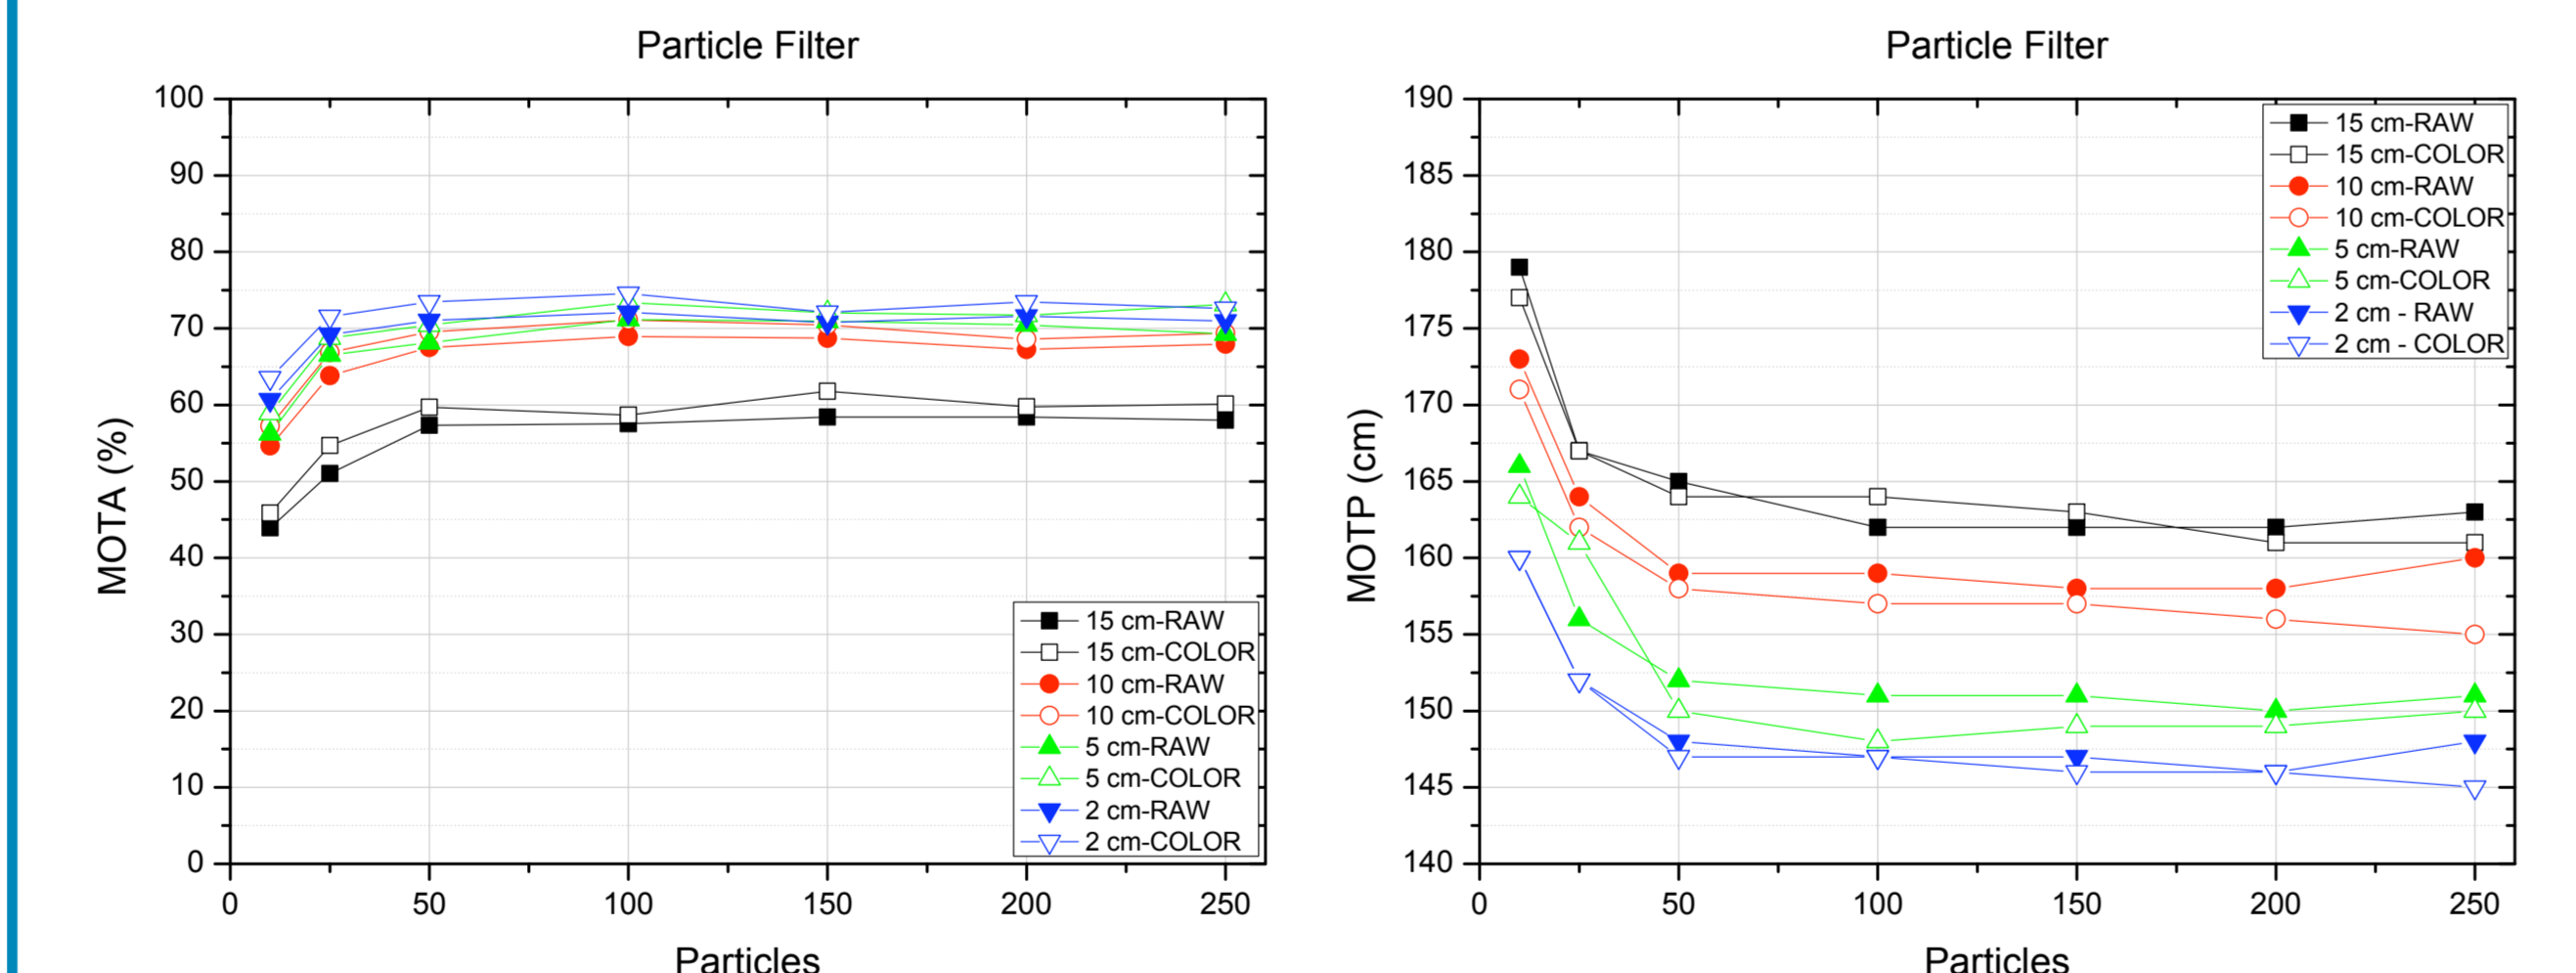 Particle Filter
100
90
80
70
60
50
40
30
20
10
0
MOTA (%)
0 50 100 150 200 250
Particles
15 cm-RAW
15 cm-COLOR
10 cm-RAW
10 cm-COLOR
5 cm-RAW
5 cm-COLOR
2 cm-RAW
2 cm-COLOR
Particle Filter
190
185
180
175
170
165
160
155
150
145
140
MOTP (cm)
0 50 100 150 200 250
Particles
15 cm-RAW
15 cm-COLOR
10 cm-RAW
10 cm-COLOR
5 cm-RAW
5 cm-COLOR
2 cm - RAW
2 cm - COLOR